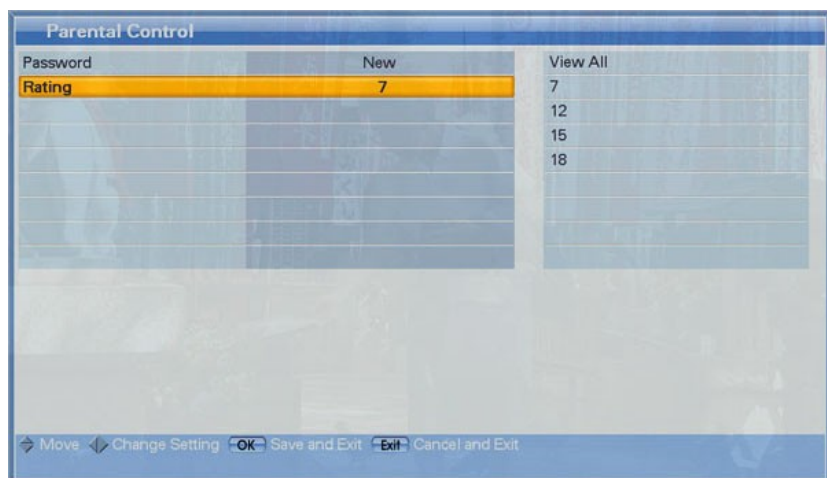 Parental Control
Password New
Rating 7
View All
7
12
15
18
Move Change Setting OK Save and Exit Exit Cancel and Exit